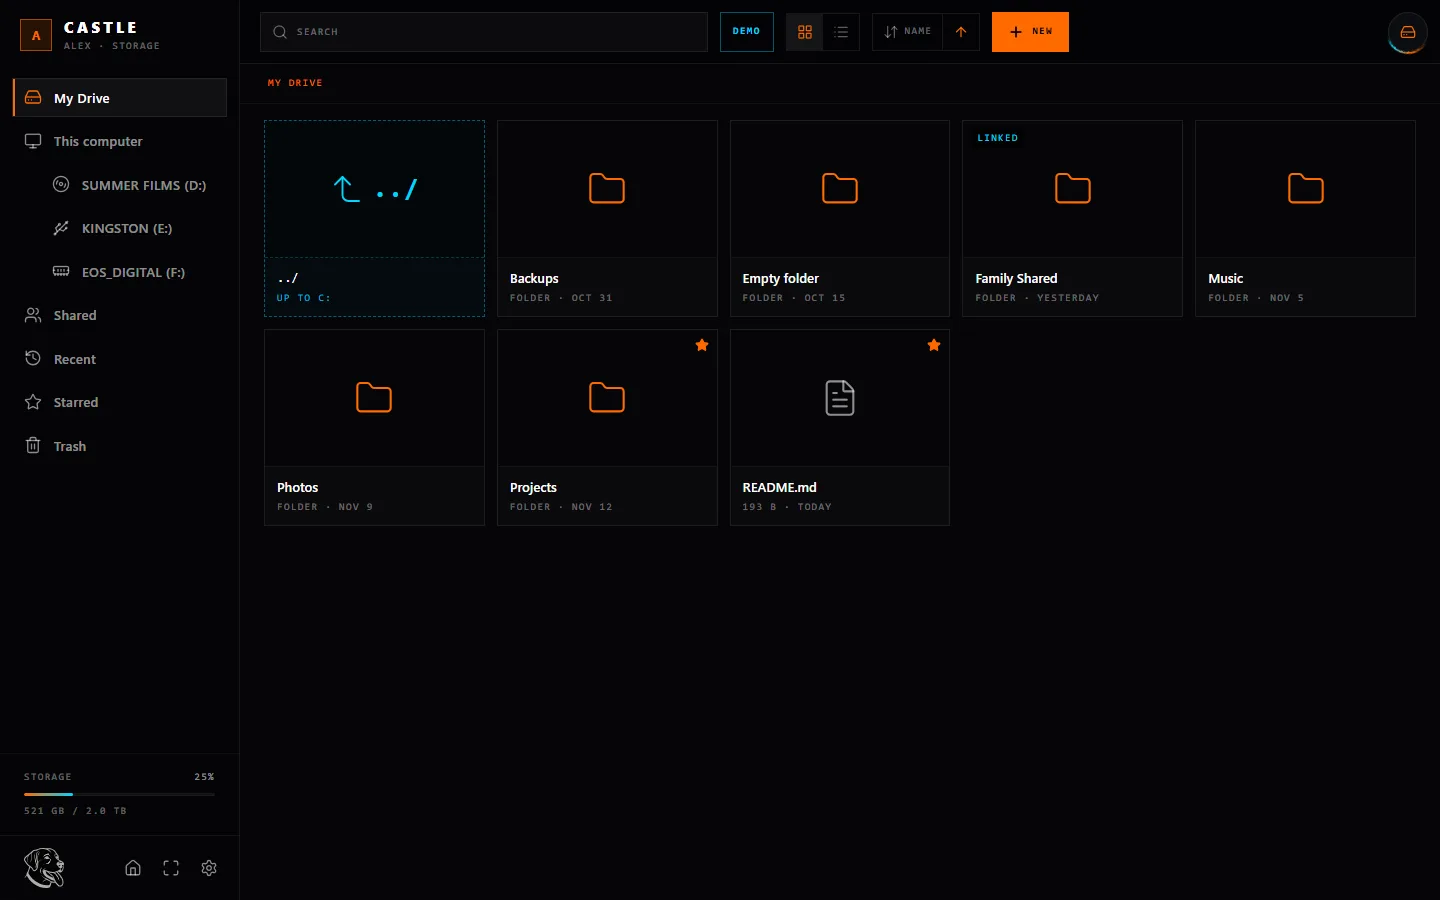 A
CASTLE
ALEX · STORAGE
SEARCH
DEMO
NAME
NEW
My Drive
This computer
SUMMER FILMS (D:)
KINGSTON (E:)
EOS_DIGITAL (F:)
Shared
Recent
Starred
Trash
STORAGE 25%
521 GB / 2.0 TB
MY DRIVE
../
../
UP TO C:
Backups
FOLDER · OCT 31
Empty folder
FOLDER · OCT 15
LINKED
Family Shared
FOLDER · YESTERDAY
Music
FOLDER · NOV 5
Photos
FOLDER · NOV 9
Projects
FOLDER · NOV 12
README.md
193 B · TODAY